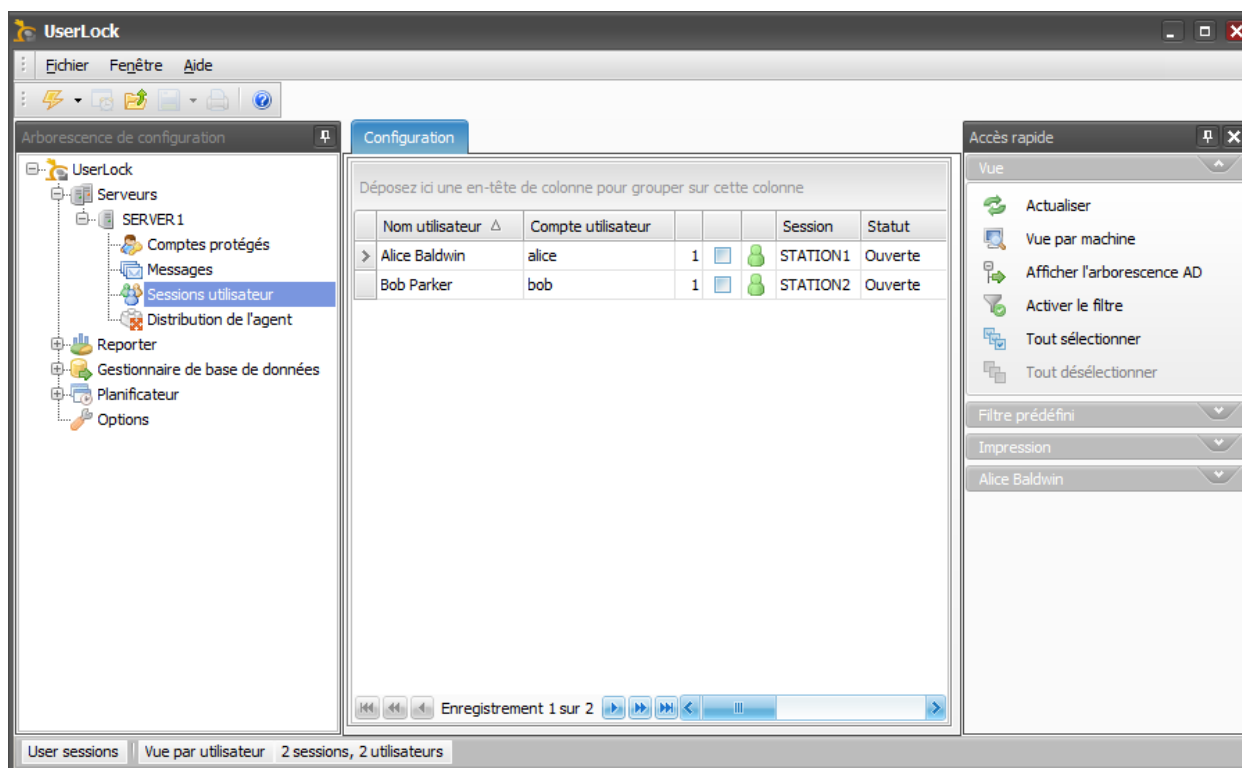 UserLock
Fichier Fenêtre Aide
Arborescence de configuration
UserLock
Serveurs
SERVER1
Comptes protégés
Messages
Sessions utilisateur
Distribution de l'agent
Reporter
Gestionnaire de base de données
Planificateur
Options
Configuration
Déposez ici une en-tête de colonne pour grouper sur cette colonne
Nom utilisateur Compte utilisateur Session Statut
Alice Baldwin alice 1 STATION1 Ouverte
Bob Parker bob 1 STATION2 Ouverte
Enregistrement 1 sur 2
Accès rapide
Vue
Actualiser
Vue par machine
Afficher l'arborescence AD
Activer le filtre
Tout sélectionner
Tout désélectionner
Filtre prédéfini
Impression
Alice Baldwin
User sessions Vue par utilisateur 2 sessions, 2 utilisateurs